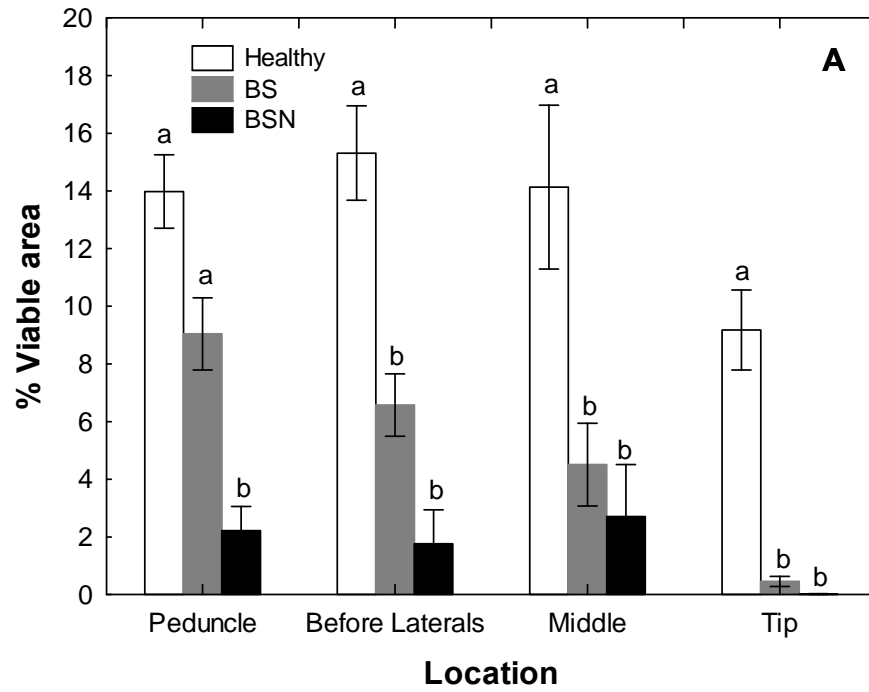 A
Healthy
BS
BSN
20
18
16
14
12
10
8
6
4
2
0
% Viable area
a
a
b
a
b
b
a
b
b
a
b
b
Peduncle
Before Laterals
Middle
Tip
Location